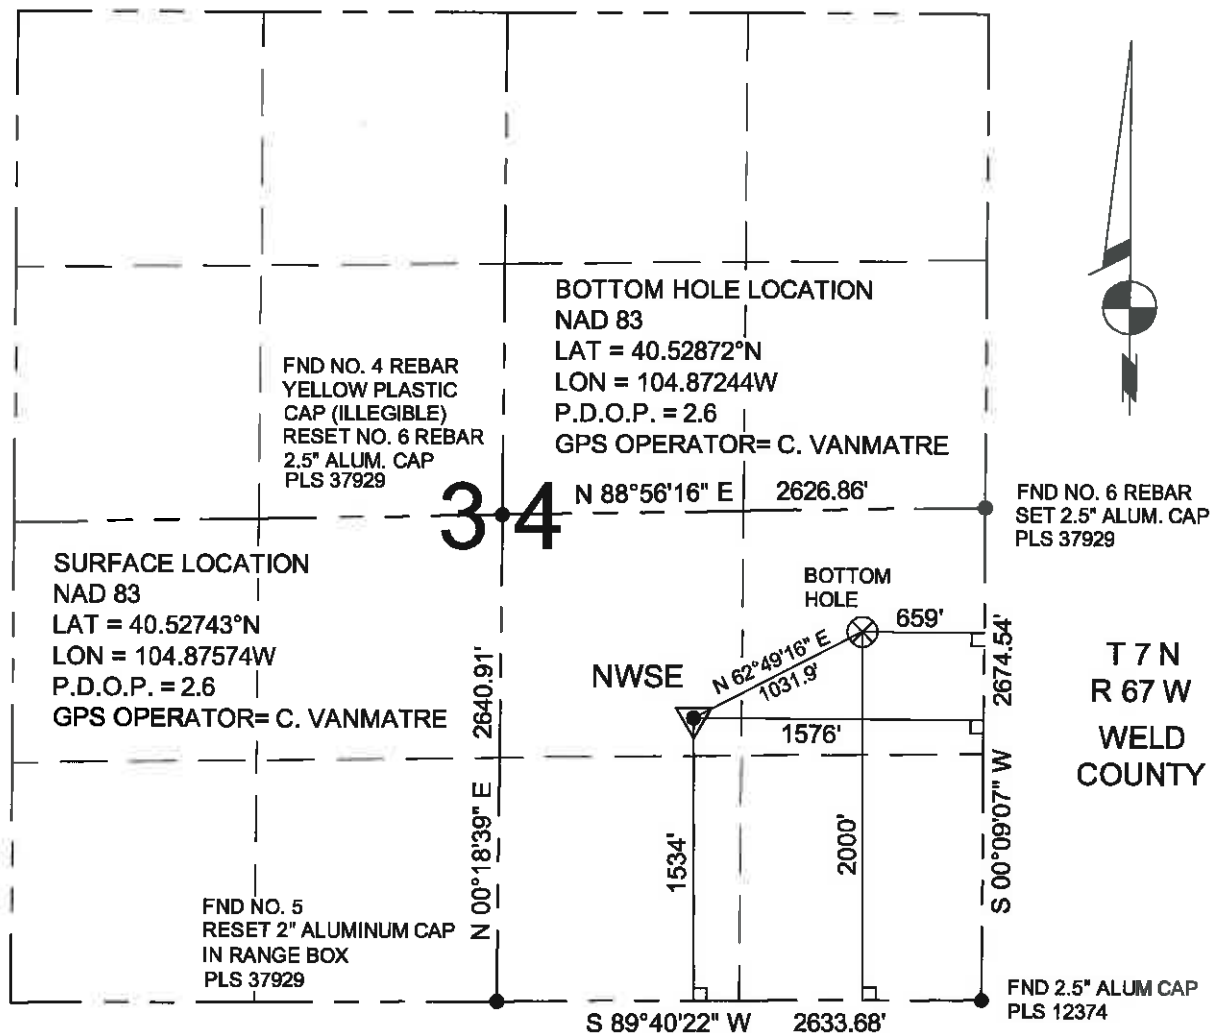 BOTTOM HOLE LOCATION
NAD 83
LAT = 40.52872°N
LON = 104.87244W
P.D.O.P. = 2.6
GPS OPERATOR= C. VANMATRE
FND NO. 4 REBAR
YELLOW PLASTIC
CAP (ILLEGIBLE)
RESET NO. 6 REBAR
2.5" ALUM. CAP
PLS 37929
34
N 88°56'16" E 2626.86'
FND NO. 6 REBAR
SET 2.5" ALUM. CAP
PLS 37929
SURFACE LOCATION
NAD 83
LAT = 40.52743°N
LON = 104.87574W
P.D.O.P. = 2.6
GPS OPERATOR= C. VANMATRE
BOTTOM
HOLE
659'
N 62°49'16" E
1031.9'
NWSE
1576'
1534'
2000'
N 00°18'39" E 2640.91'
S 00°09'07" W 2674.54'
T 7 N
R 67 W
WELD
COUNTY
FND NO. 5
RESET 2" ALUMINUM CAP
IN RANGE BOX
PLS 37929
FND 2.5" ALUM CAP
PLS 12374
S 89°40'22" W 2633.68'
N